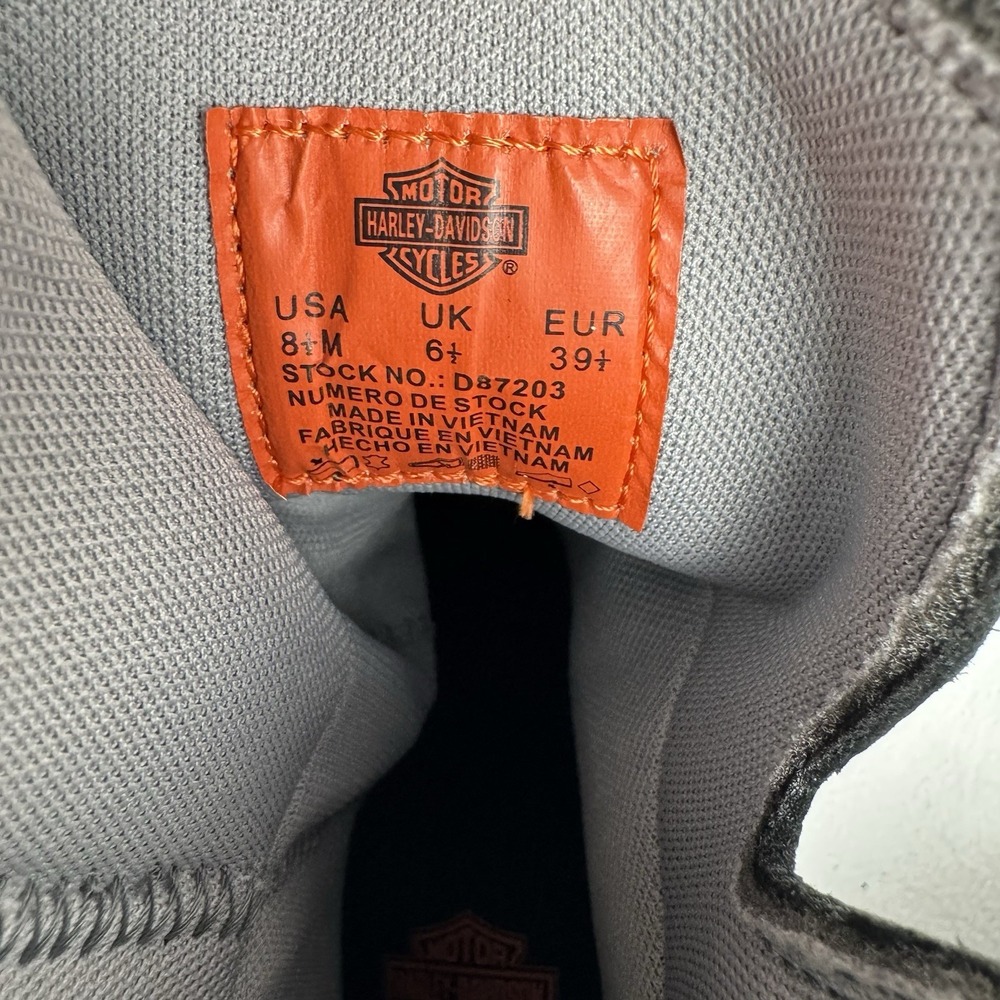 MOTOR
HARLEY-DAVIDSON
CYCLES®
USA UK EUR
8½M 6½ 39½
STOCK NO.: D87203
NUMERO DE STOCK
MADE IN VIETNAM
FABRIQUE EN VIETNAM
HECHO EN VIETNAM
MOTOR